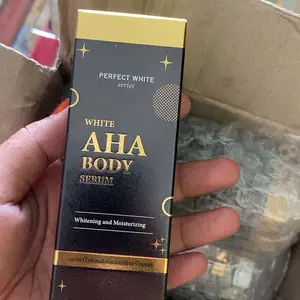 PERFECT WHITE
series
WHITE
AHA
BODY
SERUM
Whitening and Moisturizing